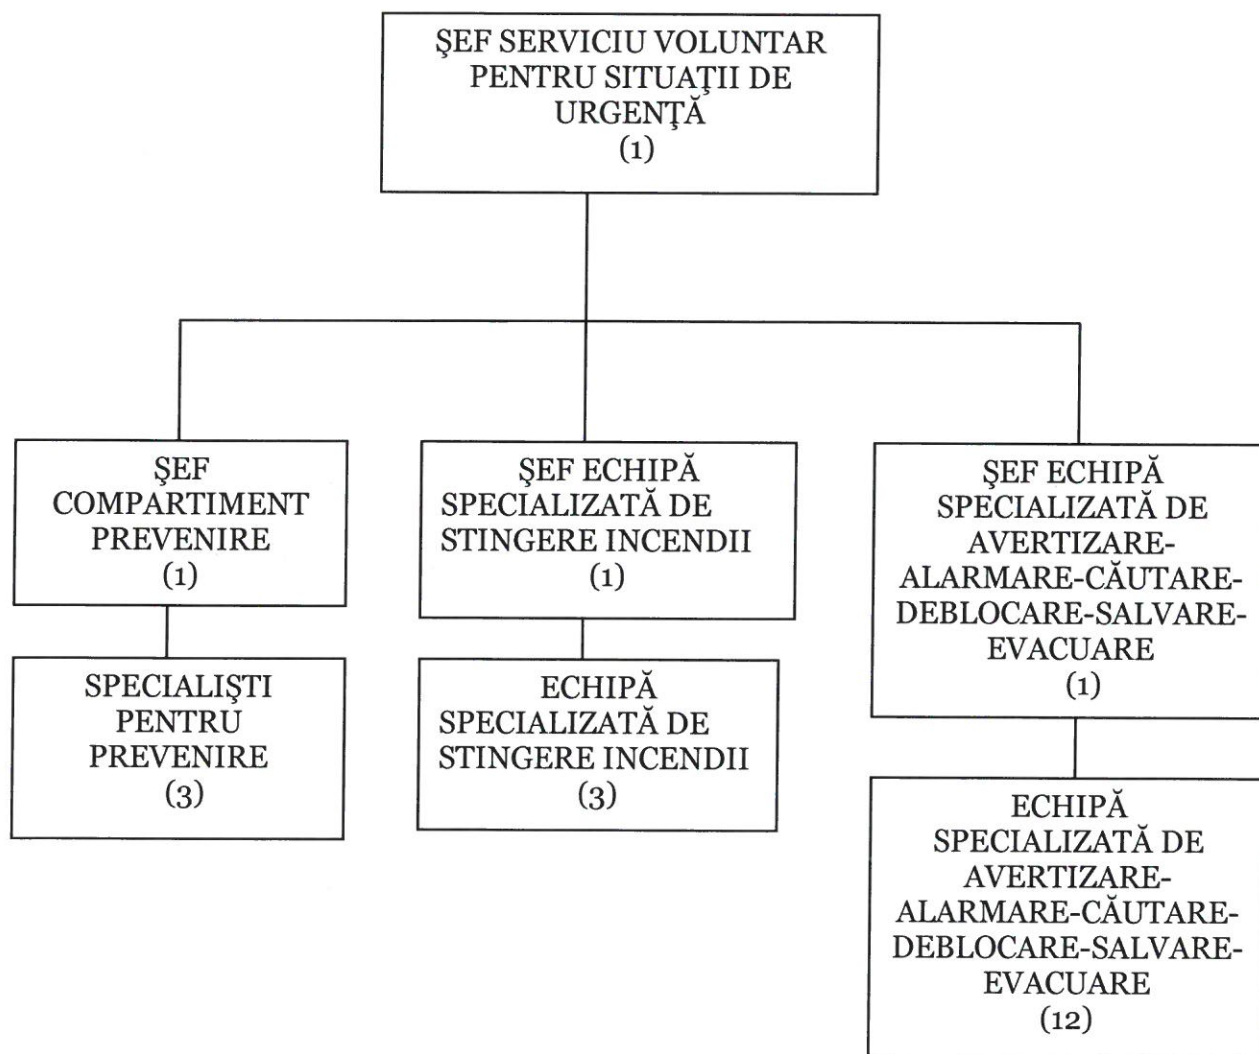 ŞEF SERVICIU VOLUNTAR
PENTRU SITUAŢII DE
URGENŢĂ
(1)
ŞEF
COMPARTIMENT
PREVENIRE
(1)
SPECIALIŞTI
PENTRU
PREVENIRE
(3)
ŞEF ECHIPĂ
SPECIALIZATĂ DE
STINGERE INCENDII
(1)
ECHIPĂ
SPECIALIZATĂ DE
STINGERE INCENDII
(3)
ŞEF ECHIPĂ
SPECIALIZATĂ DE
AVERTIZARE-
ALARMARE-CĂUTARE-
DEBLOCARE-SALVARE-
EVACUARE
(1)
ECHIPĂ
SPECIALIZATĂ DE
AVERTIZARE-
ALARMARE-CĂUTARE-
DEBLOCARE-SALVARE-
EVACUARE
(12)